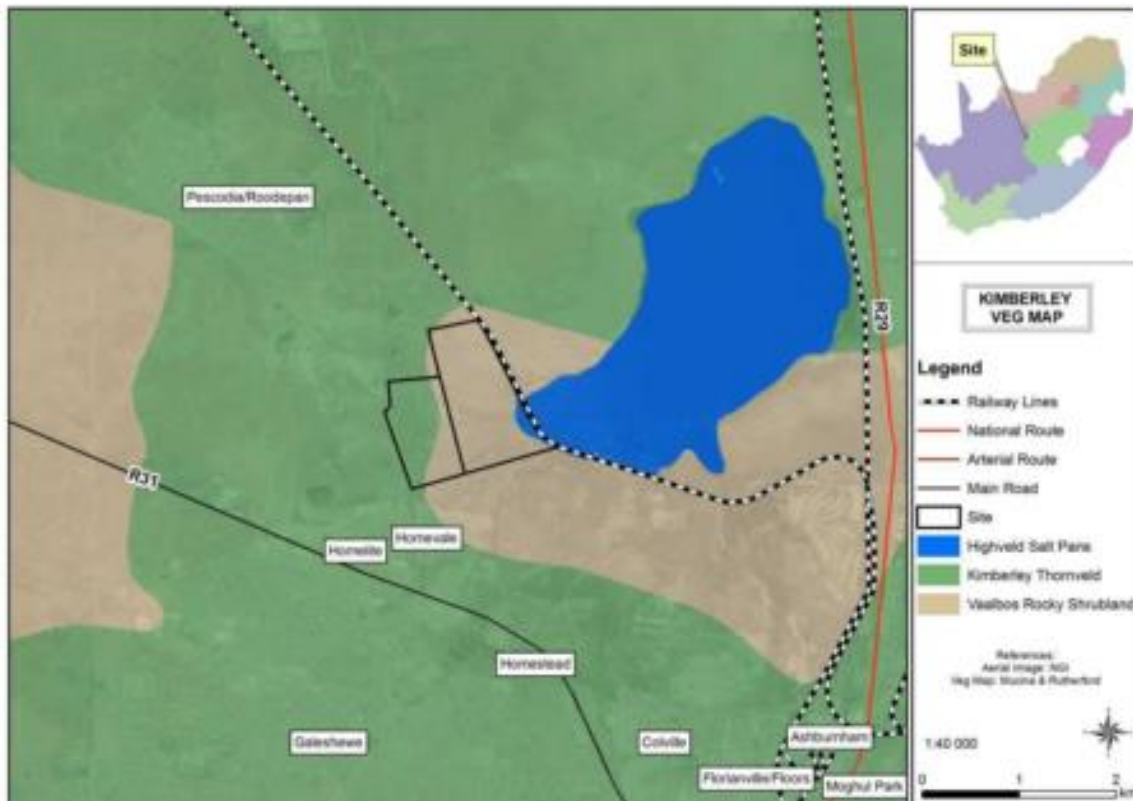 Pescodia/Roodepan
R29
R31
Homevale
Homelite
Homestead
Galeshewe
Colville
Ashburnham
Florianville/Floors
Moghul Park
Site
KIMBERLEY
VEG MAP
Legend
Railway Lines
National Route
Arterial Route
Main Road
Site
Highveld Salt Pans
Kimberley Thornveld
Vaalbos Rocky Shrubland
References:
Aerial Image: NGI
Veg Map: Mucina & Rutherford
1:40 000
0 1 2
km